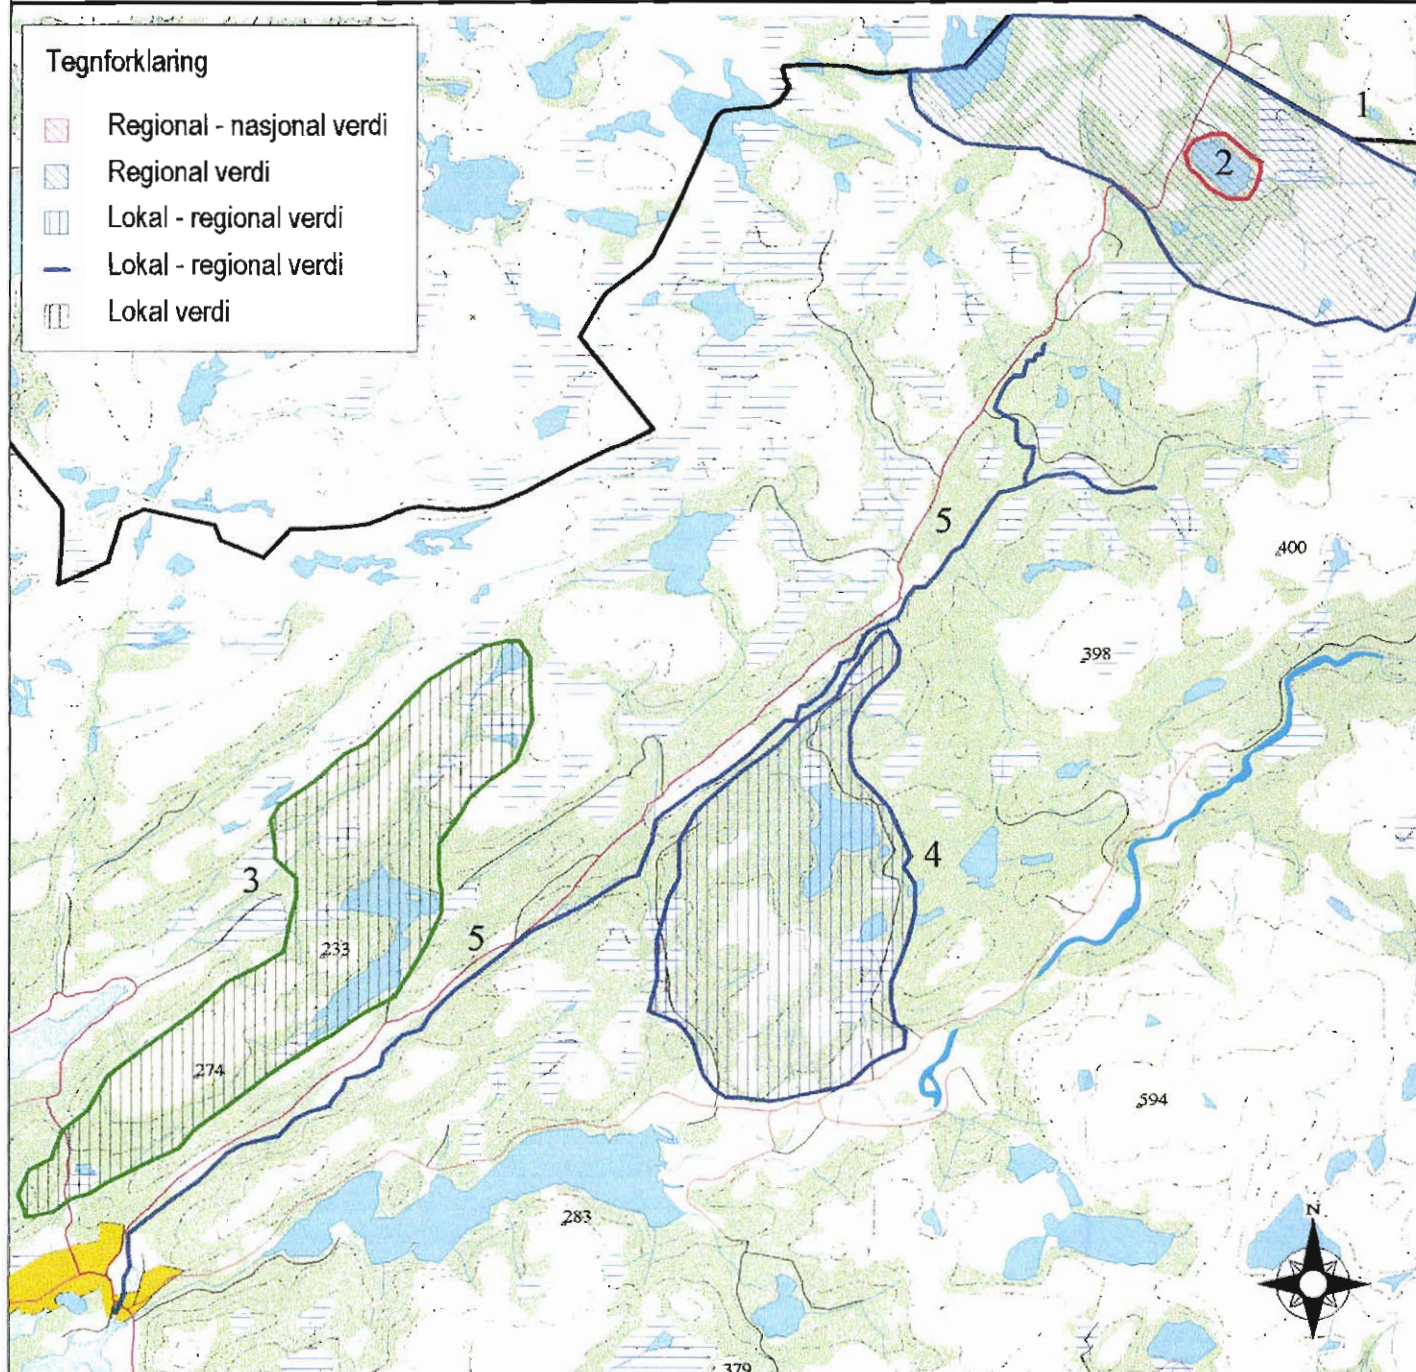 Tegnforklaring
Regional - nasjonal verdi
Regional verdi
Lokal - regional verdi
Lokal - regional verdi
Lokal verdi
1
2
5
400
398
3
4
233
5
274
594
283
N
379